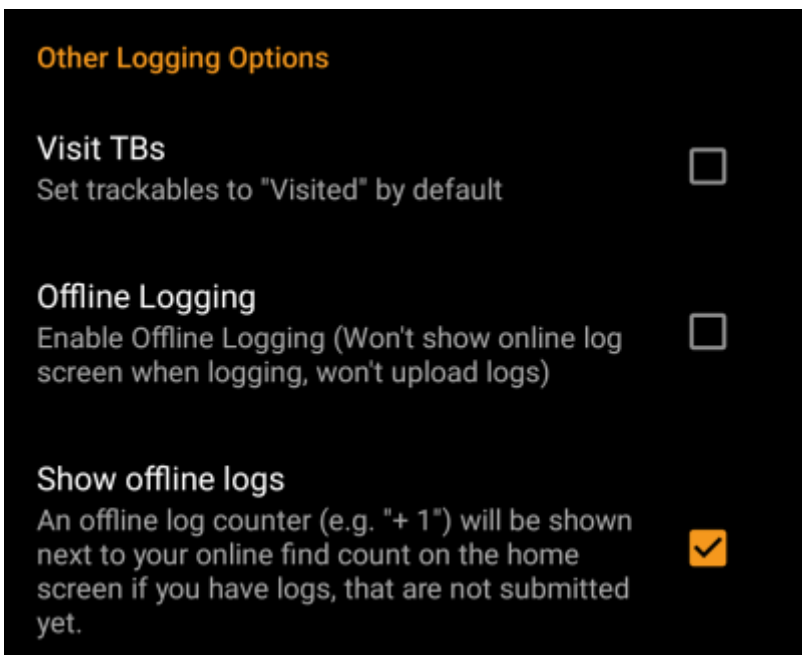 Other Logging Options
Visit TBs
Set trackables to "Visited" by default
Offline Logging
Enable Offline Logging (Won't show online log
screen when logging, won't upload logs)
Show offline logs
An offline log counter (e.g. "+ 1") will be shown
next to your online find count on the home
screen if you have logs, that are not submitted
yet.